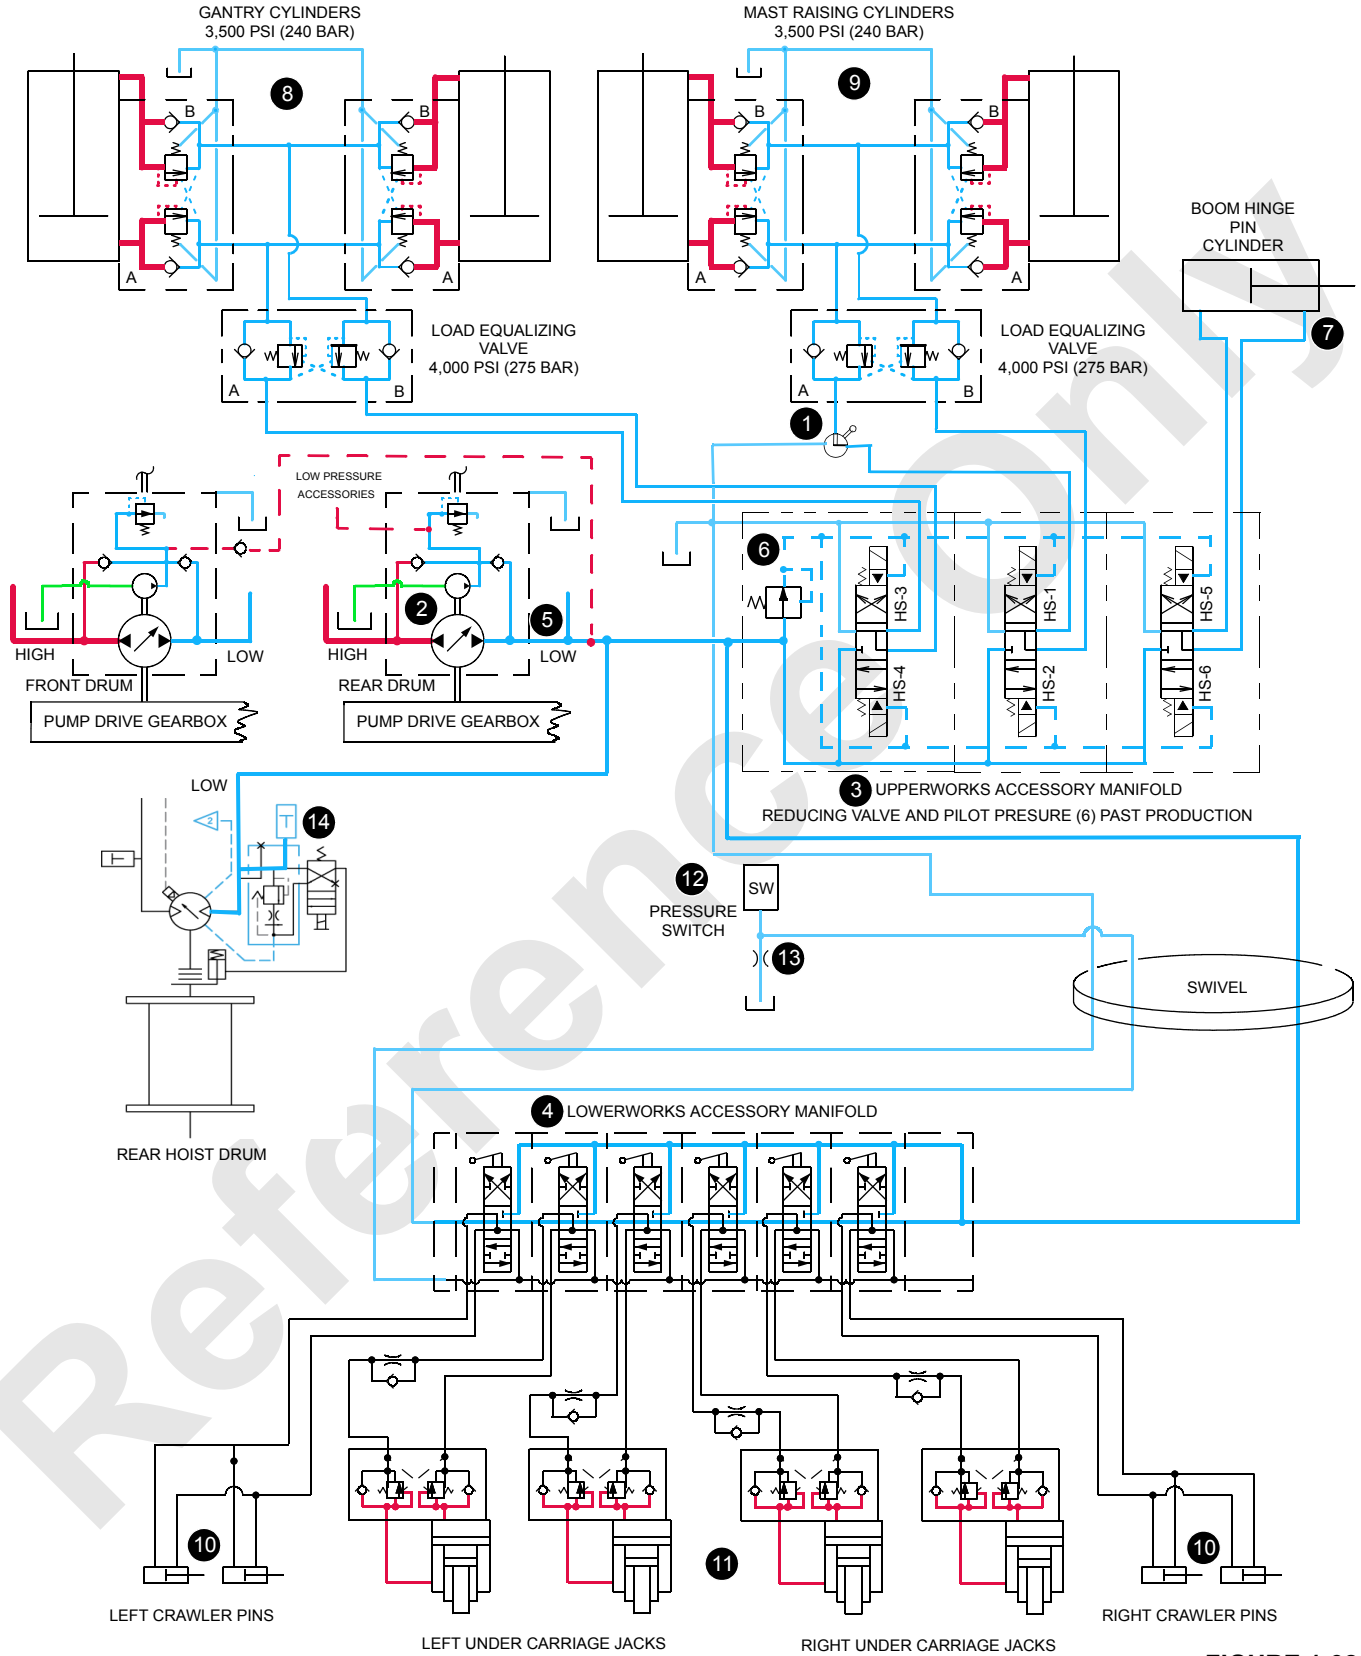 GANTRY CYLINDERS
3,500 PSI (240 BAR)
MAST RAISING CYLINDERS
3,500 PSI (240 BAR)
8
9
B
B
B
B
A
A
A
A
BOOM HINGE
PIN
CYLINDER
7
LOAD EQUALIZING
VALVE
4,000 PSI (275 BAR)
A
B
LOAD EQUALIZING
VALVE
4,000 PSI (275 BAR)
A
B
1
LOW PRESSURE
ACCESSORIES
6
HS-3
HS-1
HS-5
HS-4
HS-2
HS-6
2
5
HIGH
LOW
HIGH
LOW
FRONT DRUM
REAR DRUM
PUMP DRIVE GEARBOX
PUMP DRIVE GEARBOX
3 UPPERWORKS ACCESSORY MANIFOLD
REDUCING VALVE AND PILOT PRESURE (6) PAST PRODUCTION
LOW
2
T
14
T
12
SW
PRESSURE
SWITCH
13
SWIVEL
REAR HOIST DRUM
4 LOWERWORKS ACCESSORY MANIFOLD
10
11
10
LEFT CRAWLER PINS
RIGHT CRAWLER PINS
LEFT UNDER CARRIAGE JACKS
RIGHT UNDER CARRIAGE JACKS
Reference Only